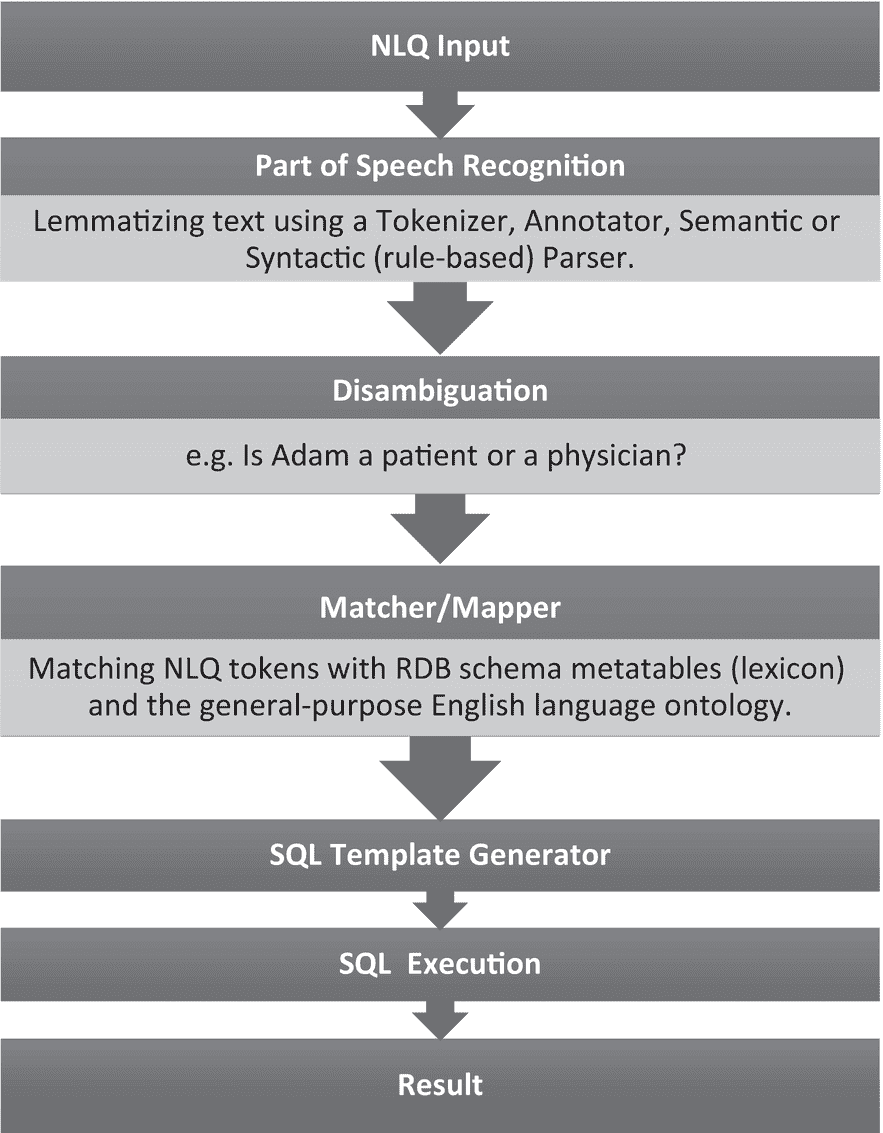 NLQ Input
Part of Speech Recognition
Lemmatizing text using a Tokenizer, Annotator, Semantic or
Syntactic (rule-based) Parser.
Disambiguation
e.g. Is Adam a patient or a physician?
Matcher/Mapper
Matching NLQ tokens with RDB schema metatables (lexicon)
and the general-purpose English language ontology.
SQL Template Generator
SQL  Execution
Result